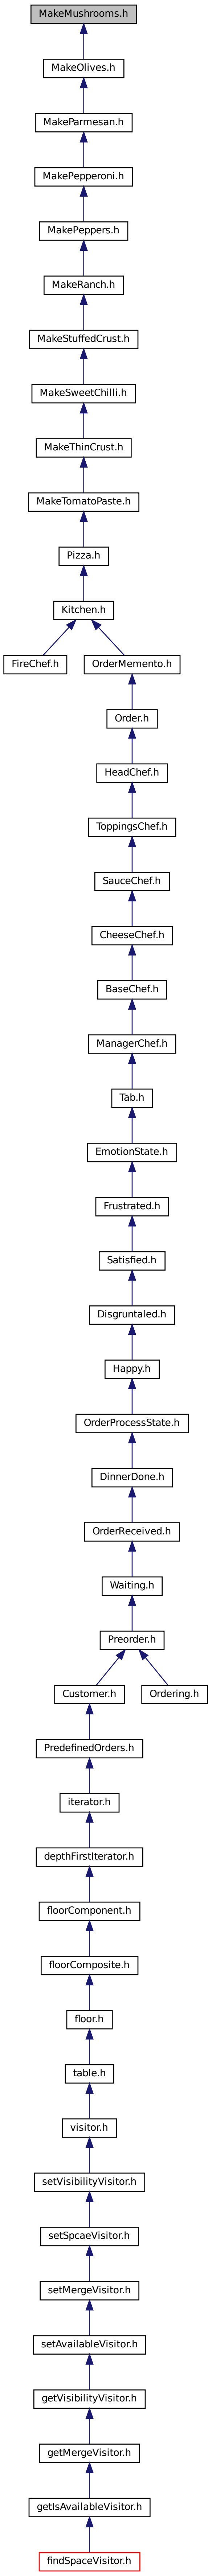 MakeMushrooms.h
MakeOlives.h
MakeParmesan.h
MakePepperoni.h
MakePeppers.h
MakeRanch.h
MakeStuffedCrust.h
MakeSweetChilli.h
MakeThinCrust.h
MakeTomatoPaste.h
Pizza.h
Kitchen.h
FireChef.h OrderMemento.h
Order.h
HeadChef.h
ToppingsChef.h
SauceChef.h
CheeseChef.h
BaseChef.h
ManagerChef.h
Tab.h
EmotionState.h
Frustrated.h
Satisfied.h
Disgruntaled.h
Happy.h
OrderProcessState.h
DinnerDone.h
OrderReceived.h
Waiting.h
Preorder.h
Customer.h Ordering.h
PredefinedOrders.h
iterator.h
depthFirstIterator.h
floorComponent.h
floorComposite.h
floor.h
table.h
visitor.h
setVisibilityVisitor.h
setSpcaeVisitor.h
setMergeVisitor.h
setAvailableVisitor.h
getVisibilityVisitor.h
getMergeVisitor.h
getIsAvailableVisitor.h
findSpaceVisitor.h